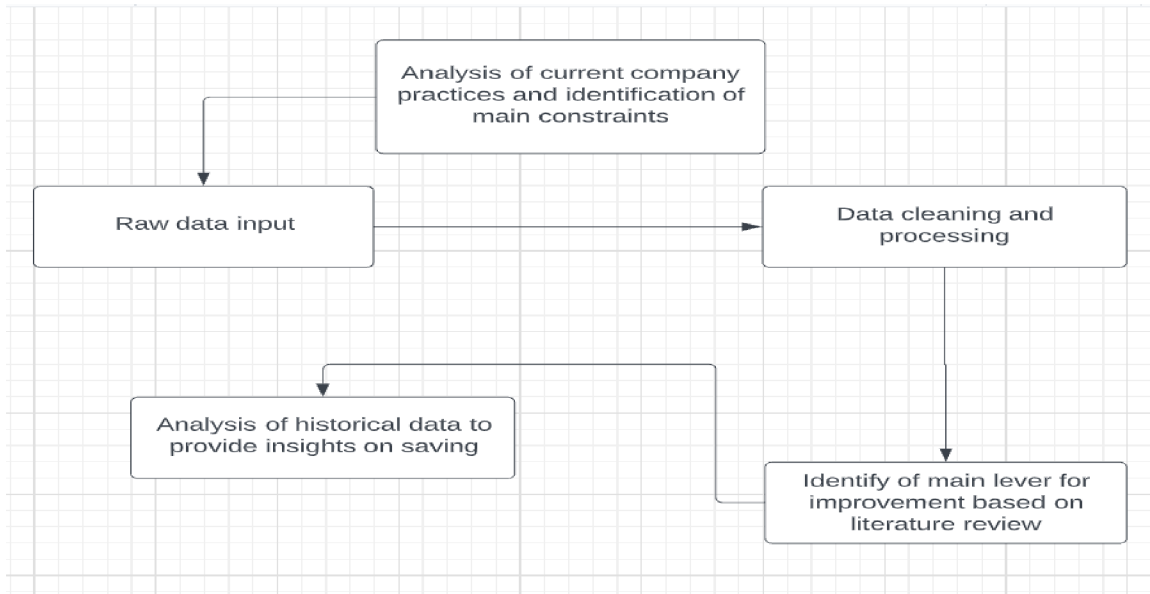 Analysis of current company
practices and identification of
main constraints
Raw data input
Data cleaning and
processing
Analysis of historical data to
provide insights on saving
Identify of main lever for
improvement based on
literature review